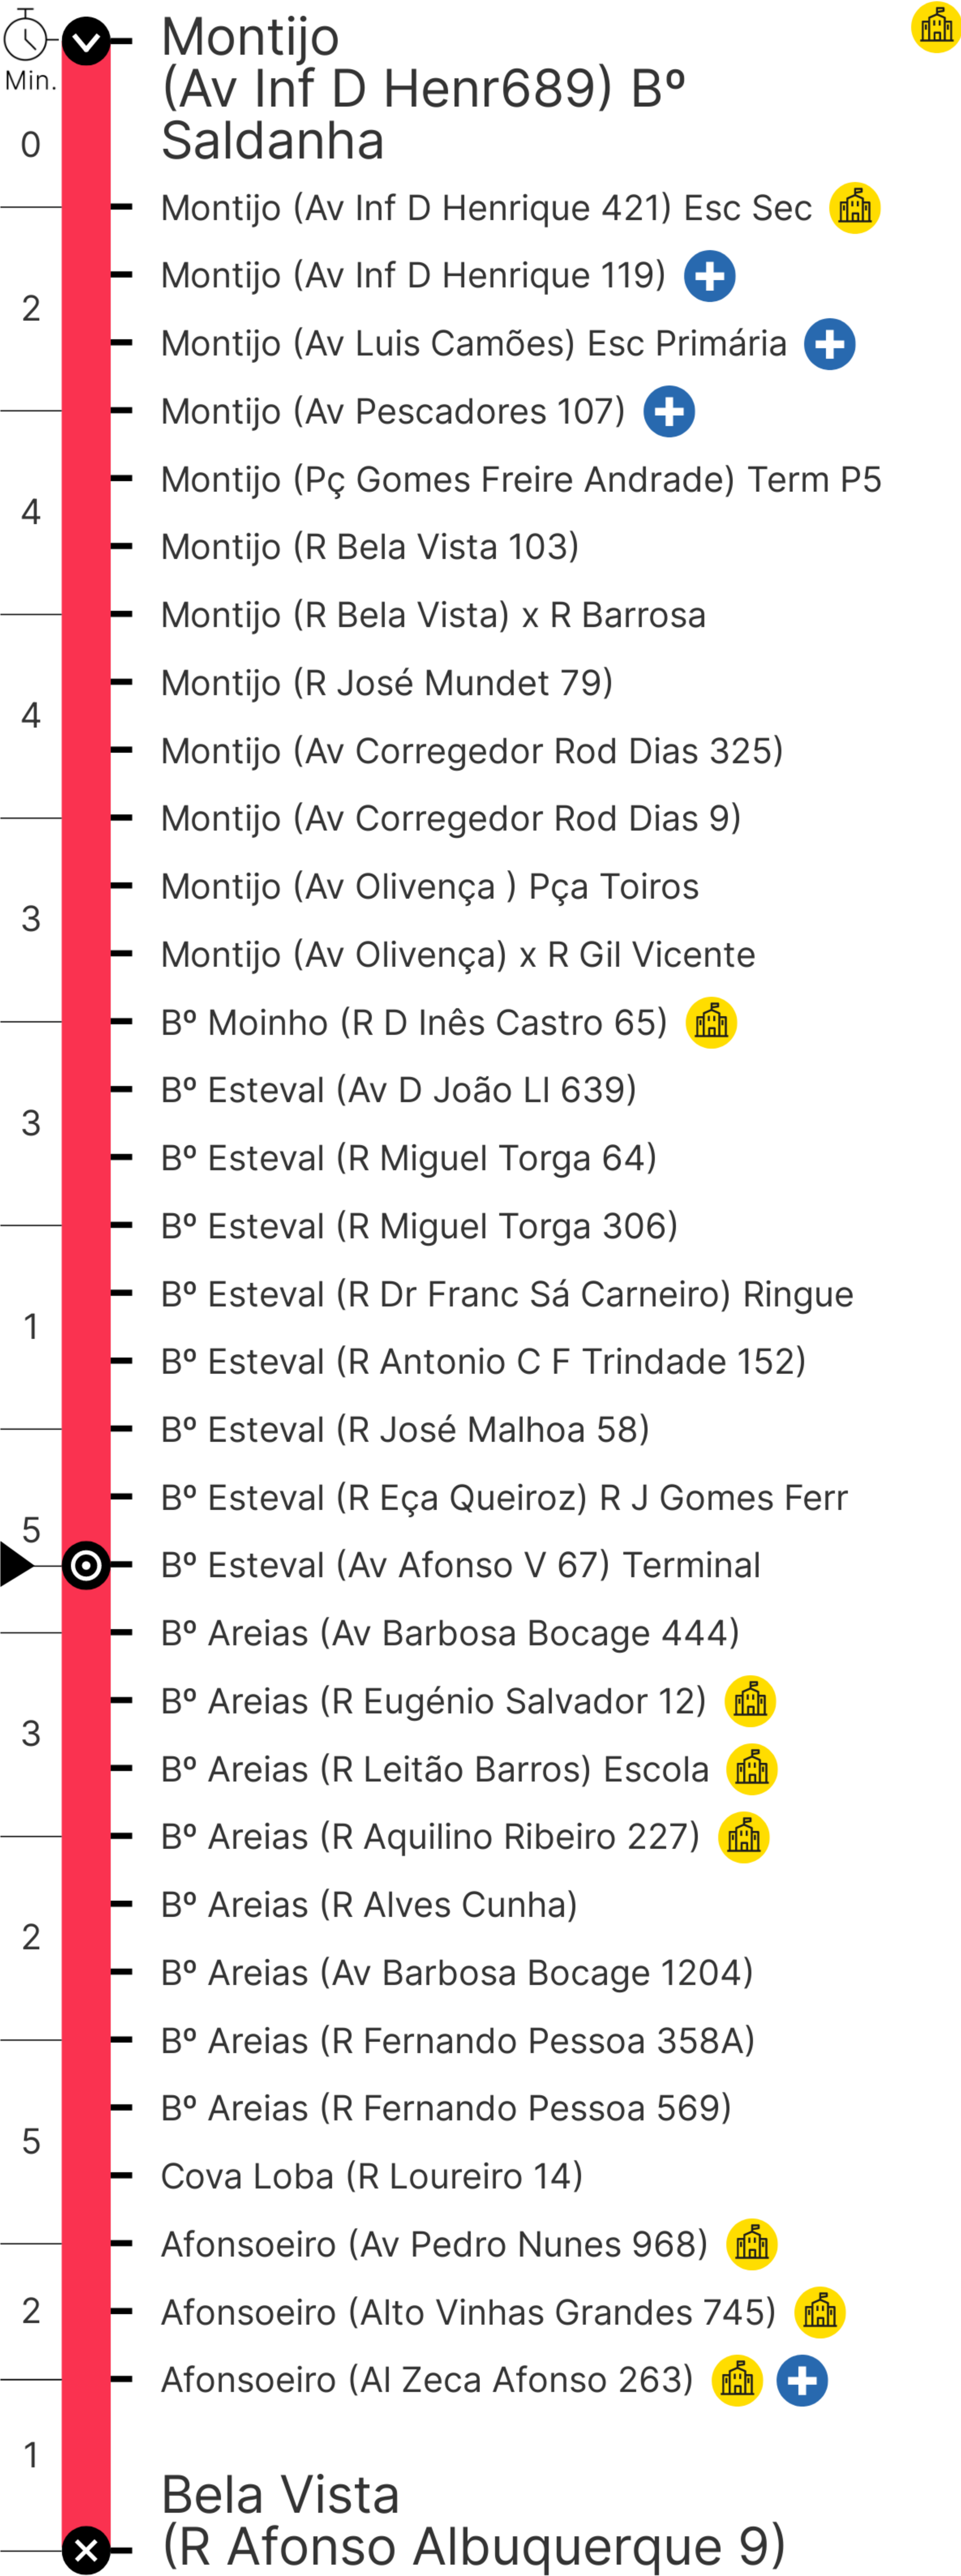 Montijo
Min.
(Av Inf D Henr689) Bº
0
Saldanha
Montijo (Av Inf D Henrique 421) Esc Sec
Montijo (Av Inf D Henrique 119)
2
Montijo (Av Luis Camões) Esc Primária
Montijo (Av Pescadores 107)
Montijo (Pç Gomes Freire Andrade) Term P5
4
Montijo (R Bela Vista 103)
Montijo (R Bela Vista) x R Barrosa
Montijo (R José Mundet 79)
4
Montijo (Av Corregedor Rod Dias 325)
Montijo (Av Corregedor Rod Dias 9)
Montijo (Av Olivença ) Pça Toiros
3
Montijo (Av Olivença) x R Gil Vicente
Bº Moinho (R D Inês Castro 65)
Bº Esteval (Av D João LI 639)
3
Bº Esteval (R Miguel Torga 64)
Bº Esteval (R Miguel Torga 306)
Bº Esteval (R Dr Franc Sá Carneiro) Ringue
1
Bº Esteval (R Antonio C F Trindade 152)
Bº Esteval (R José Malhoa 58)
Bº Esteval (R Eça Queiroz) R J Gomes Ferr
5
Bº Esteval (Av Afonso V 67) Terminal
Bº Areias (Av Barbosa Bocage 444)
Bº Areias (R Eugénio Salvador 12)
3
Bº Areias (R Leitão Barros) Escola
Bº Areias (R Aquilino Ribeiro 227)
Bº Areias (R Alves Cunha)
2
Bº Areias (Av Barbosa Bocage 1204)
Bº Areias (R Fernando Pessoa 358A)
Bº Areias (R Fernando Pessoa 569)
5
Cova Loba (R Loureiro 14)
Afonsoeiro (Av Pedro Nunes 968)
2
Afonsoeiro (Alto Vinhas Grandes 745)
Afonsoeiro (Al Zeca Afonso 263)
1
Bela Vista
(R Afonso Albuquerque 9)